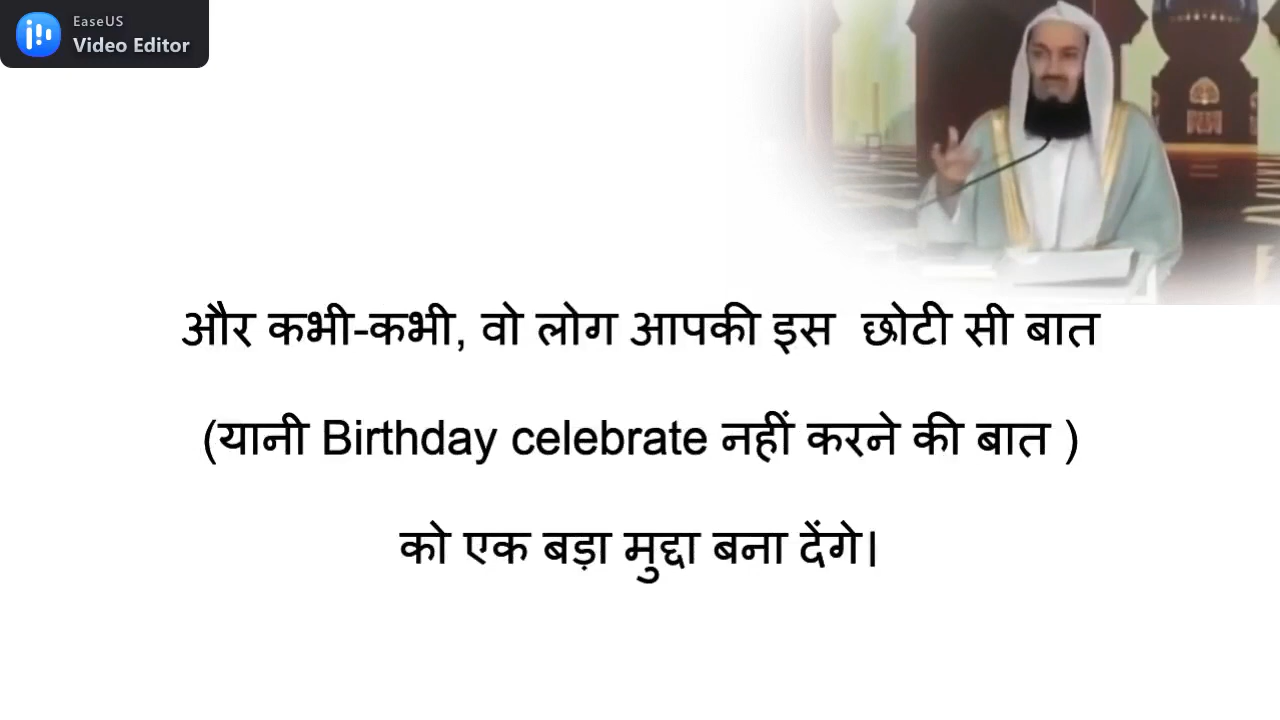 EaseUS
Video Editor
और कभी-कभी, वो लोग आपकी इस छोटी सी बात
(यानी Birthday celebrate नहीं करने की बात )
को एक बड़ा मुद्दा बना देंगे।